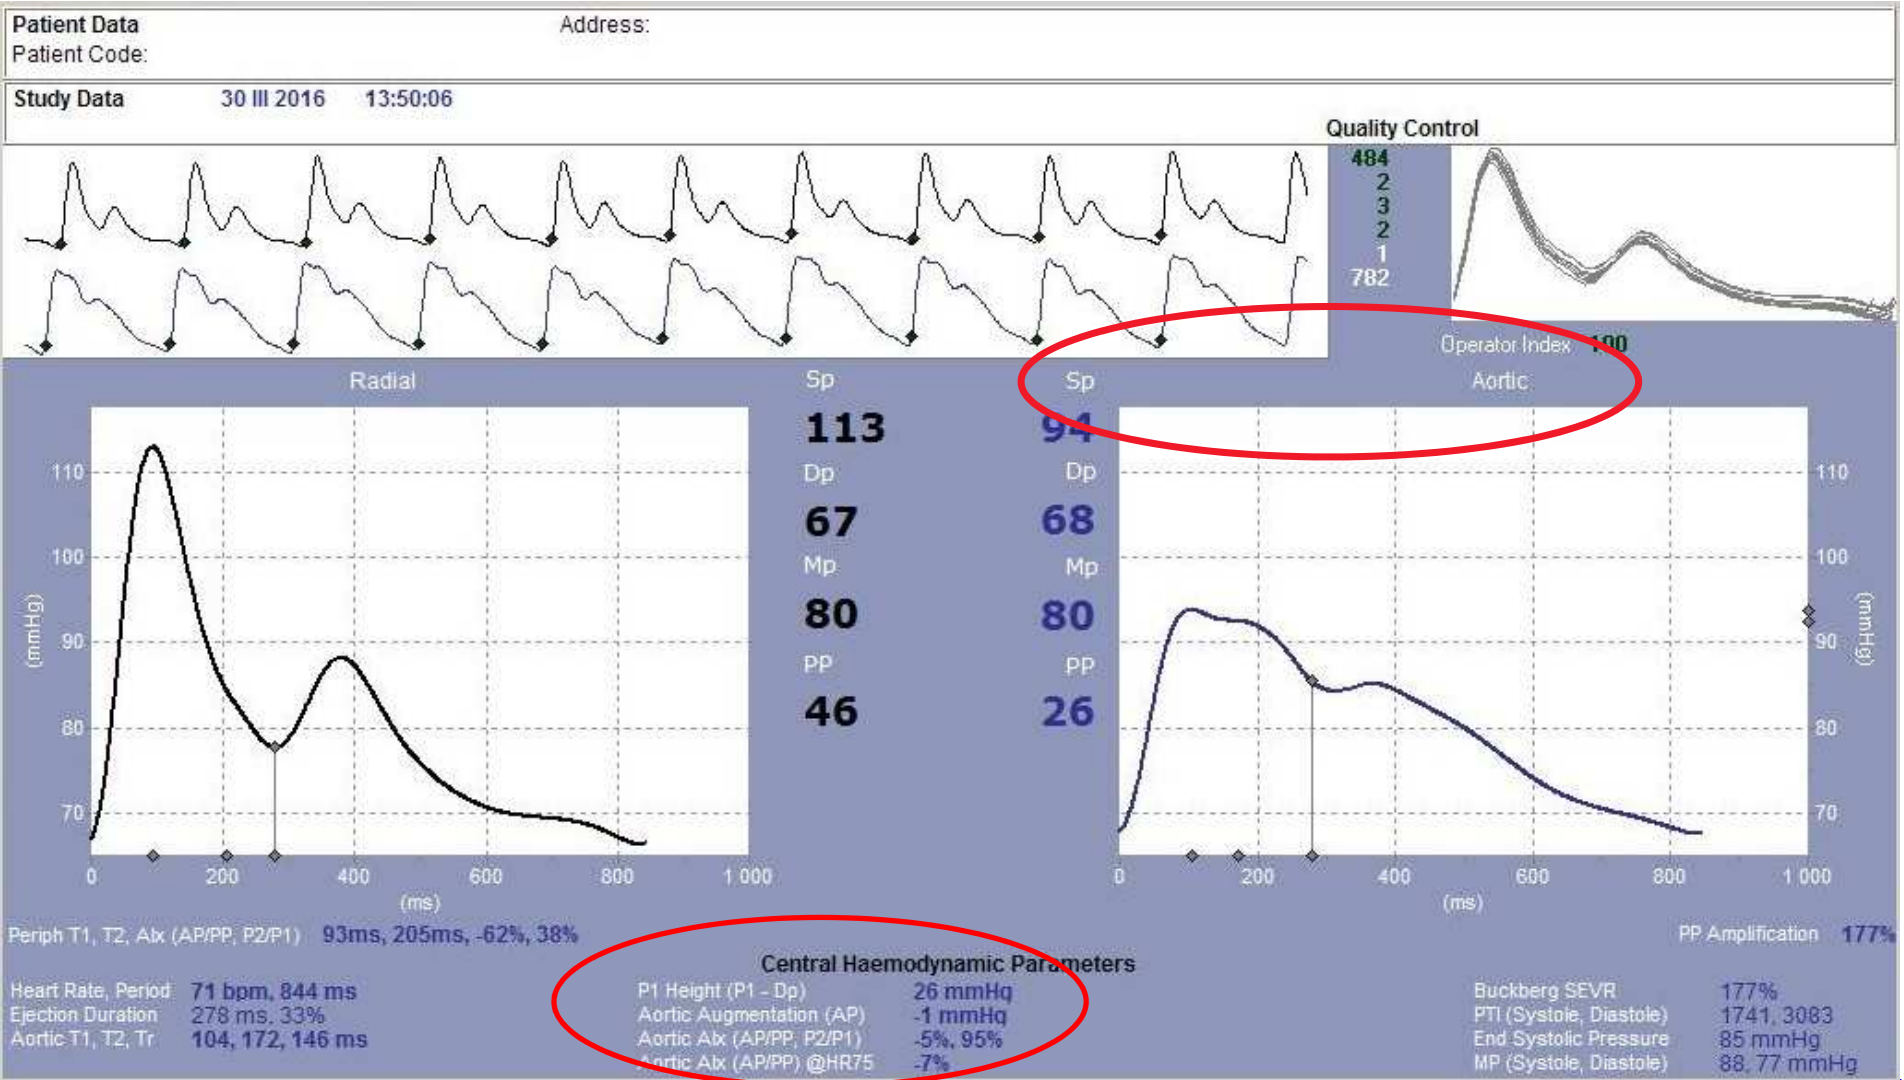 Patient Data Address:
Patient Code:
Study Data 30 III 2016 13:50:06
Quality Control
484
2
3
2
1
782
Operator Index 100
Radial Sp Sp Aortic
113 94
Dp Dp
67 68
Mp Mp
80 80
PP PP
46 26
(mmHg)
110
100
90
80
70
0 200 400 600 800 1 000
(ms)
110
100
90
80
70
(mmHg)
0 200 400 600 800 1 000
(ms)
Periph T1, T2, AIx (AP/PP, P2/P1) 93ms, 205ms, -62%, 38%
PP Amplification 177%
Central Haemodynamic Parameters
Heart Rate, Period 71 bpm, 844 ms
Ejection Duration 278 ms, 33%
Aortic T1, T2, Tr 104, 172, 146 ms
P1 Height (P1 - Dp) 26 mmHg
Aortic Augmentation (AP) -1 mmHg
Aortic AIx (AP/PP, P2/P1) -5%, 95%
Aortic AIx (AP/PP) @HR75 -7%
Buckberg SEVR 177%
PTI (Systole, Diastole) 1741, 3083
End Systolic Pressure 85 mmHg
MP (Systole, Diastole) 88, 77 mmHg